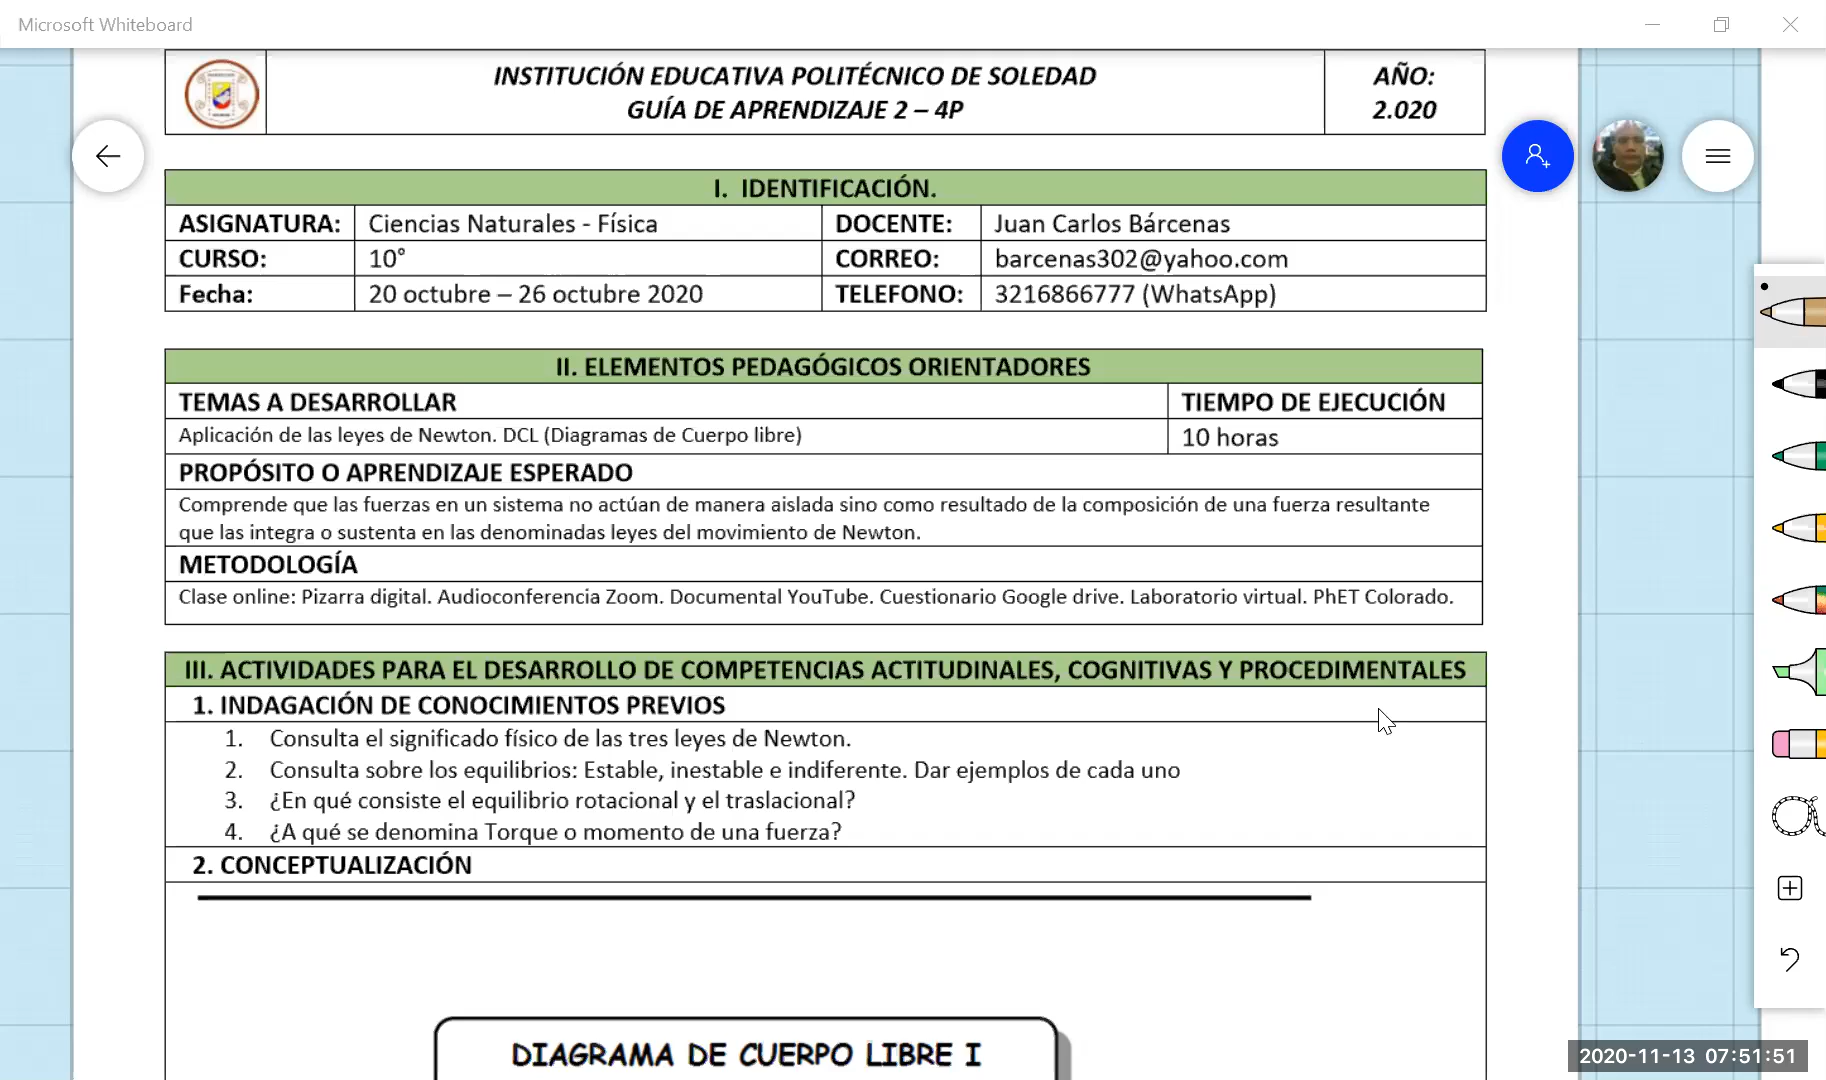 Microsoft Whiteboard
INSTITUCIÓN EDUCATIVA POLITÉCNICO DE SOLEDAD
GUÍA DE APRENDIZAJE 2 – 4P
AÑO:
2.020
I. IDENTIFICACIÓN.
ASIGNATURA: Ciencias Naturales - Física DOCENTE: Juan Carlos Bárcenas
CURSO: 10° CORREO: barcenas302@yahoo.com
Fecha: 20 octubre – 26 octubre 2020 TELEFONO: 3216866777 (WhatsApp)
II. ELEMENTOS PEDAGÓGICOS ORIENTADORES
TEMAS A DESARROLLAR TIEMPO DE EJECUCIÓN
Aplicación de las leyes de Newton. DCL (Diagramas de Cuerpo libre) 10 horas
PROPÓSITO O APRENDIZAJE ESPERADO
Comprende que las fuerzas en un sistema no actúan de manera aislada sino como resultado de la composición de una fuerza resultante
que las integra o sustenta en las denominadas leyes del movimiento de Newton.
METODOLOGÍA
Clase online: Pizarra digital. Audioconferencia Zoom. Documental YouTube. Cuestionario Google drive. Laboratorio virtual. PhET Colorado.
III. ACTIVIDADES PARA EL DESARROLLO DE COMPETENCIAS ACTITUDINALES, COGNITIVAS Y PROCEDIMENTALES
1. INDAGACIÓN DE CONOCIMIENTOS PREVIOS
1. Consulta el significado físico de las tres leyes de Newton.
2. Consulta sobre los equilibrios: Estable, inestable e indiferente. Dar ejemplos de cada uno
3. ¿En qué consiste el equilibrio rotacional y el traslacional?
4. ¿A qué se denomina Torque o momento de una fuerza?
2. CONCEPTUALIZACIÓN
DIAGRAMA DE CUERPO LIBRE I
2020-11-13 07:51:51